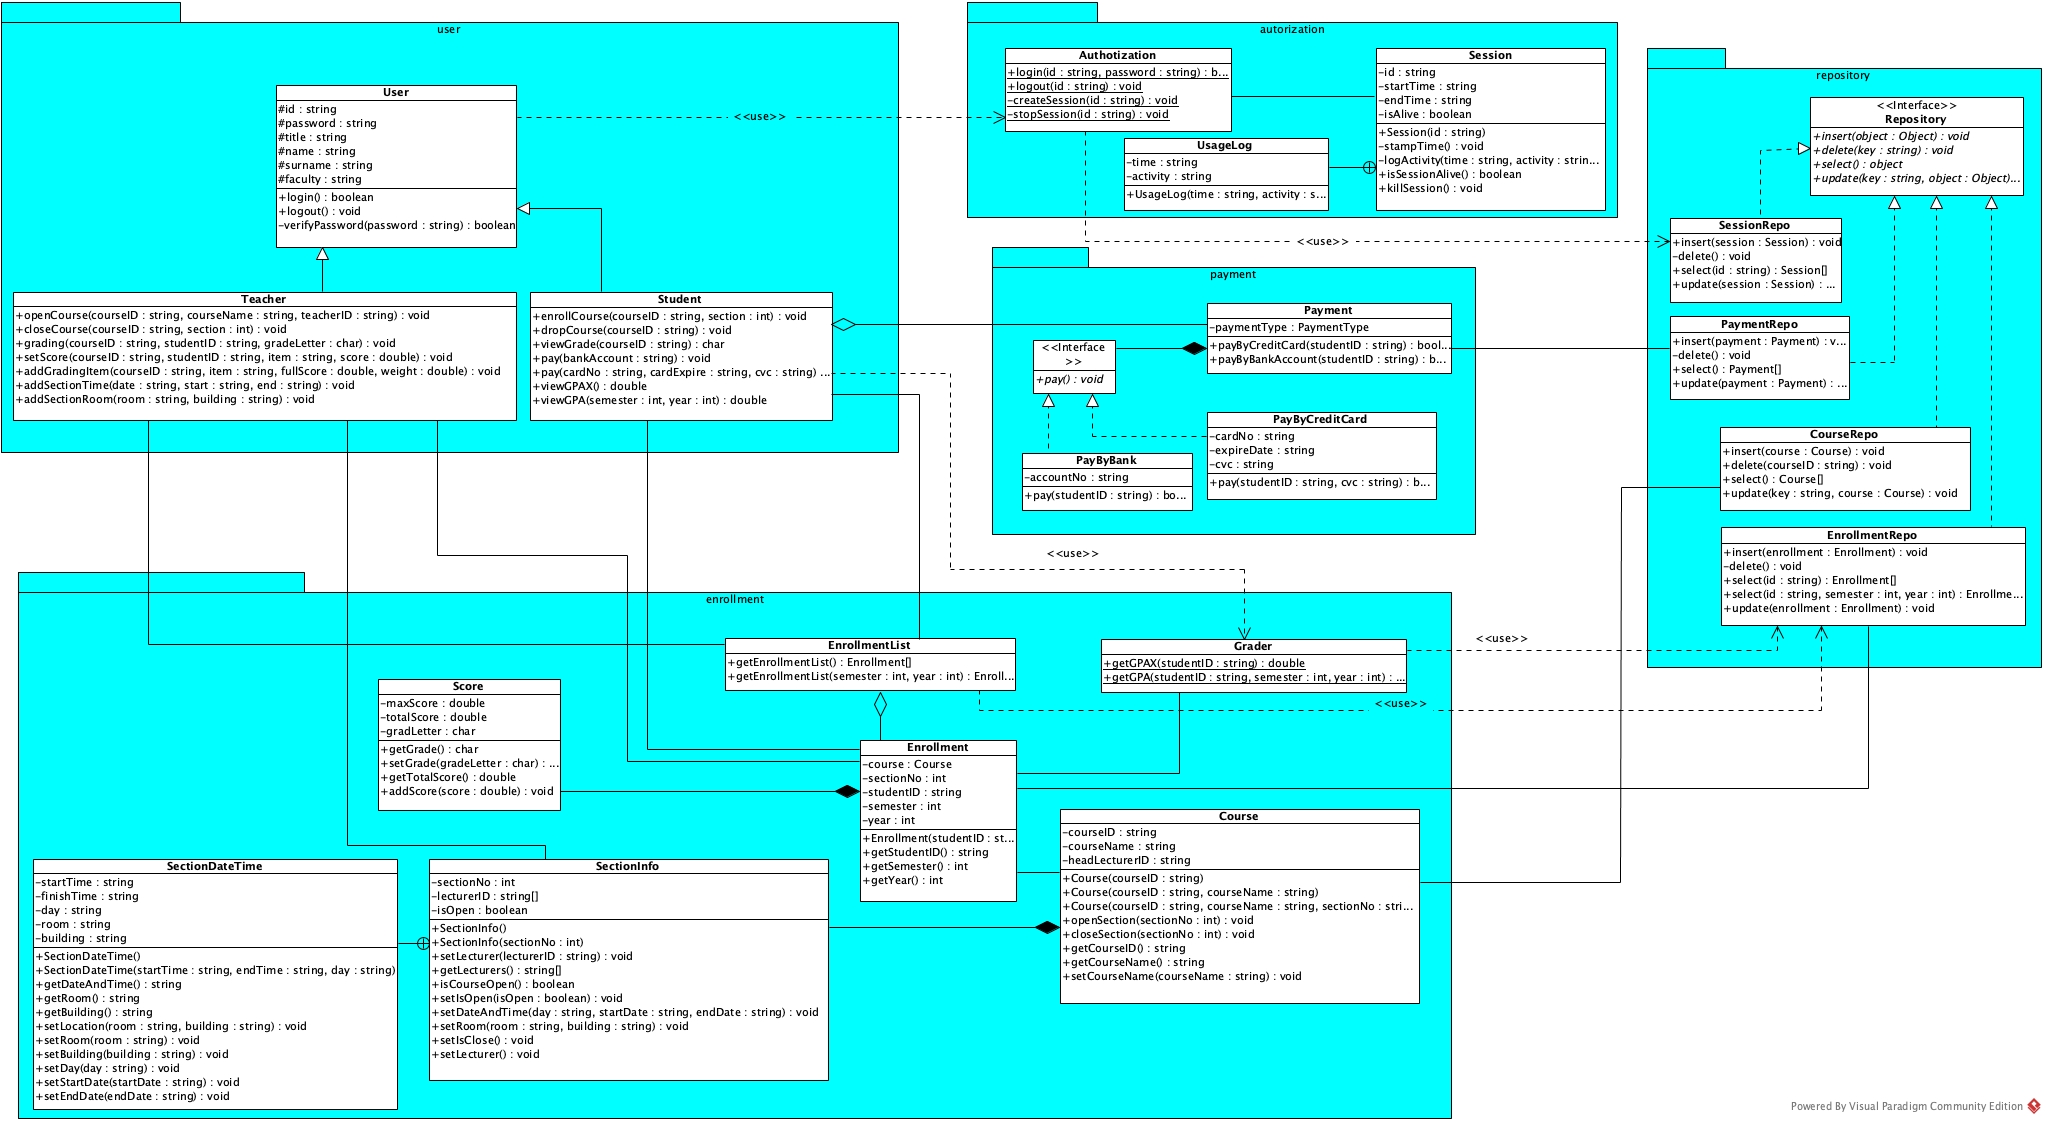 user
User
#id : string
#password : string
#title : string
#name : string
#surname : string
#faculty : string
+login() : boolean
+logout() : void
-verifyPassword(password : string) : boolean
Teacher
+openCourse(courseID : string, courseName : string, teacherID : string) : void
+closeCourse(courseID : string, section : int) : void
+grading(courseID : string, studentID : string, gradeLetter : char) : void
+setScore(courseID : string, studentID : string, item : string, score : double) : void
+addGradingItem(courseID : string, item : string, fullScore : double, weight : double) : void
+addSectionTime(date : string, start : string, end : string) : void
+addSectionRoom(room : string, building : string) : void
Student
+enrollCourse(courseID : string, section : int) : void
+dropCourse(courseID : string) : void
+viewGrade(courseID : string) : char
+pay(bankAccount : string) : void
+pay(cardNo : string, cardExpire : string, cvc : string) ...
+viewGPAX() : double
+viewGPA(semester : int, year : int) : double
<<use>>
autorization
Authotization
+login(id : string, password : string) : b...
+logout(id : string) : void
-createSession(id : string) : void
-stopSession(id : string) : void
UsageLog
-time : string
-activity : string
+UsageLog(time : string, activity : s...
Session
-id : string
-startTime : string
-endTime : string
-isAlive : boolean
+Session(id : string)
-stampTime() : void
-logActivity(time : string, activity : strin...
+isSessionAlive() : boolean
+killSession() : void
<<use>>
payment
Payment
-paymentType : PaymentType
+payByCreditCard(studentID : string) : bool...
+payByBankAccount(studentID : string) : b...
<<Interface
>>
+pay() : void
PayByCreditCard
-cardNo : string
-expireDate : string
-cvc : string
+pay(studentID : string, cvc : string) : b...
PayByBank
-accountNo : string
+pay(studentID : string) : bo...
<<use>>
repository
<<Interface>>
Repository
+insert(object : Object) : void
+delete(key : string) : void
+select() : object
+update(key : string, object : Object)...
SessionRepo
+insert(session : Session) : void
-delete() : void
+select(id : string) : Session[]
+update(session : Session) : ...
PaymentRepo
+insert(payment : Payment) : v...
-delete() : void
+select() : Payment[]
+update(payment : Payment) : ...
CourseRepo
+insert(course : Course) : void
+delete(courseID : string) : void
+select() : Course[]
+update(key : string, course : Course) : void
EnrollmentRepo
+insert(enrollment : Enrollment) : void
-delete() : void
+select(id : string) : Enrollment[]
+select(id : string, semester : int, year : int) : Enrollme...
+update(enrollment : Enrollment) : void
<<use>>
<<use>>
enrollment
EnrollmentList
+getEnrollmentList() : Enrollment[]
+getEnrollmentList(semester : int, year : int) : Enroll...
Grader
+getGPAX(studentID : string) : double
+getGPA(studentID : string, semester : int, year : int) : ...
Score
-maxScore : double
-totalScore : double
-gradLetter : char
+getGrade() : char
+setGrade(gradeLetter : char) : ...
+getTotalScore() : double
+addScore(score : double) : void
Enrollment
-course : Course
-sectionNo : int
-studentID : string
-semester : int
-year : int
+Enrollment(studentID : st...
+getStudentID() : string
+getSemester() : int
+getYear() : int
Course
-courseID : string
-courseName : string
-headLecturerID : string
+Course(courseID : string)
+Course(courseID : string, courseName : string)
+Course(courseID : string, courseName : string, sectionNo : stri...
+openSection(sectionNo : int) : void
+closeSection(sectionNo : int) : void
+getCourseID() : string
+getCourseName() : string
+setCourseName(courseName : string) : void
SectionDateTime
-startTime : string
-finishTime : string
-day : string
-room : string
-building : string
+SectionDateTime()
+SectionDateTime(startTime : string, endTime : string, day : string)
+getDateAndTime() : string
+getRoom() : string
+getBuilding() : string
+setLocation(room : string, building : string) : void
+setRoom(room : string) : void
+setBuilding(building : string) : void
+setDay(day : string) : void
+setStartDate(startDate : string) : void
+setEndDate(endDate : string) : void
SectionInfo
-sectionNo : int
-lecturerID : string[]
-isOpen : boolean
+SectionInfo()
+SectionInfo(sectionNo : int)
+setLecturer(lecturerID : string) : void
+getLecturers() : string[]
+isCourseOpen() : boolean
+setIsOpen(isOpen : boolean) : void
+setDateAndTime(day : string, startDate : string, endDate : string) : void
+setRoom(room : string, building : string) : void
+setIsClose() : void
+setLecturer() : void
Powered By Visual Paradigm Community Edition